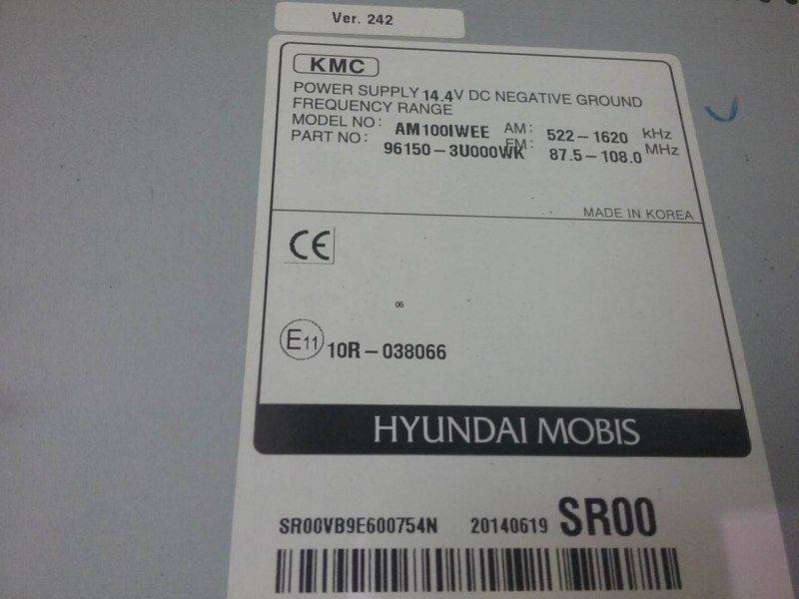 Ver. 242
KMC
POWER SUPPLY 14.4V DC NEGATIVE GROUND
FREQUENCY RANGE
MODEL NO: AM100IWEE AM: 522-1620 kHz
PART NO: 96150-3U000WK FM: 87.5-108.0 MHz
MADE IN KOREA
CE
06
E11 10R-038066
HYUNDAI MOBIS
SR00VB9E600754N 20140619 SR00